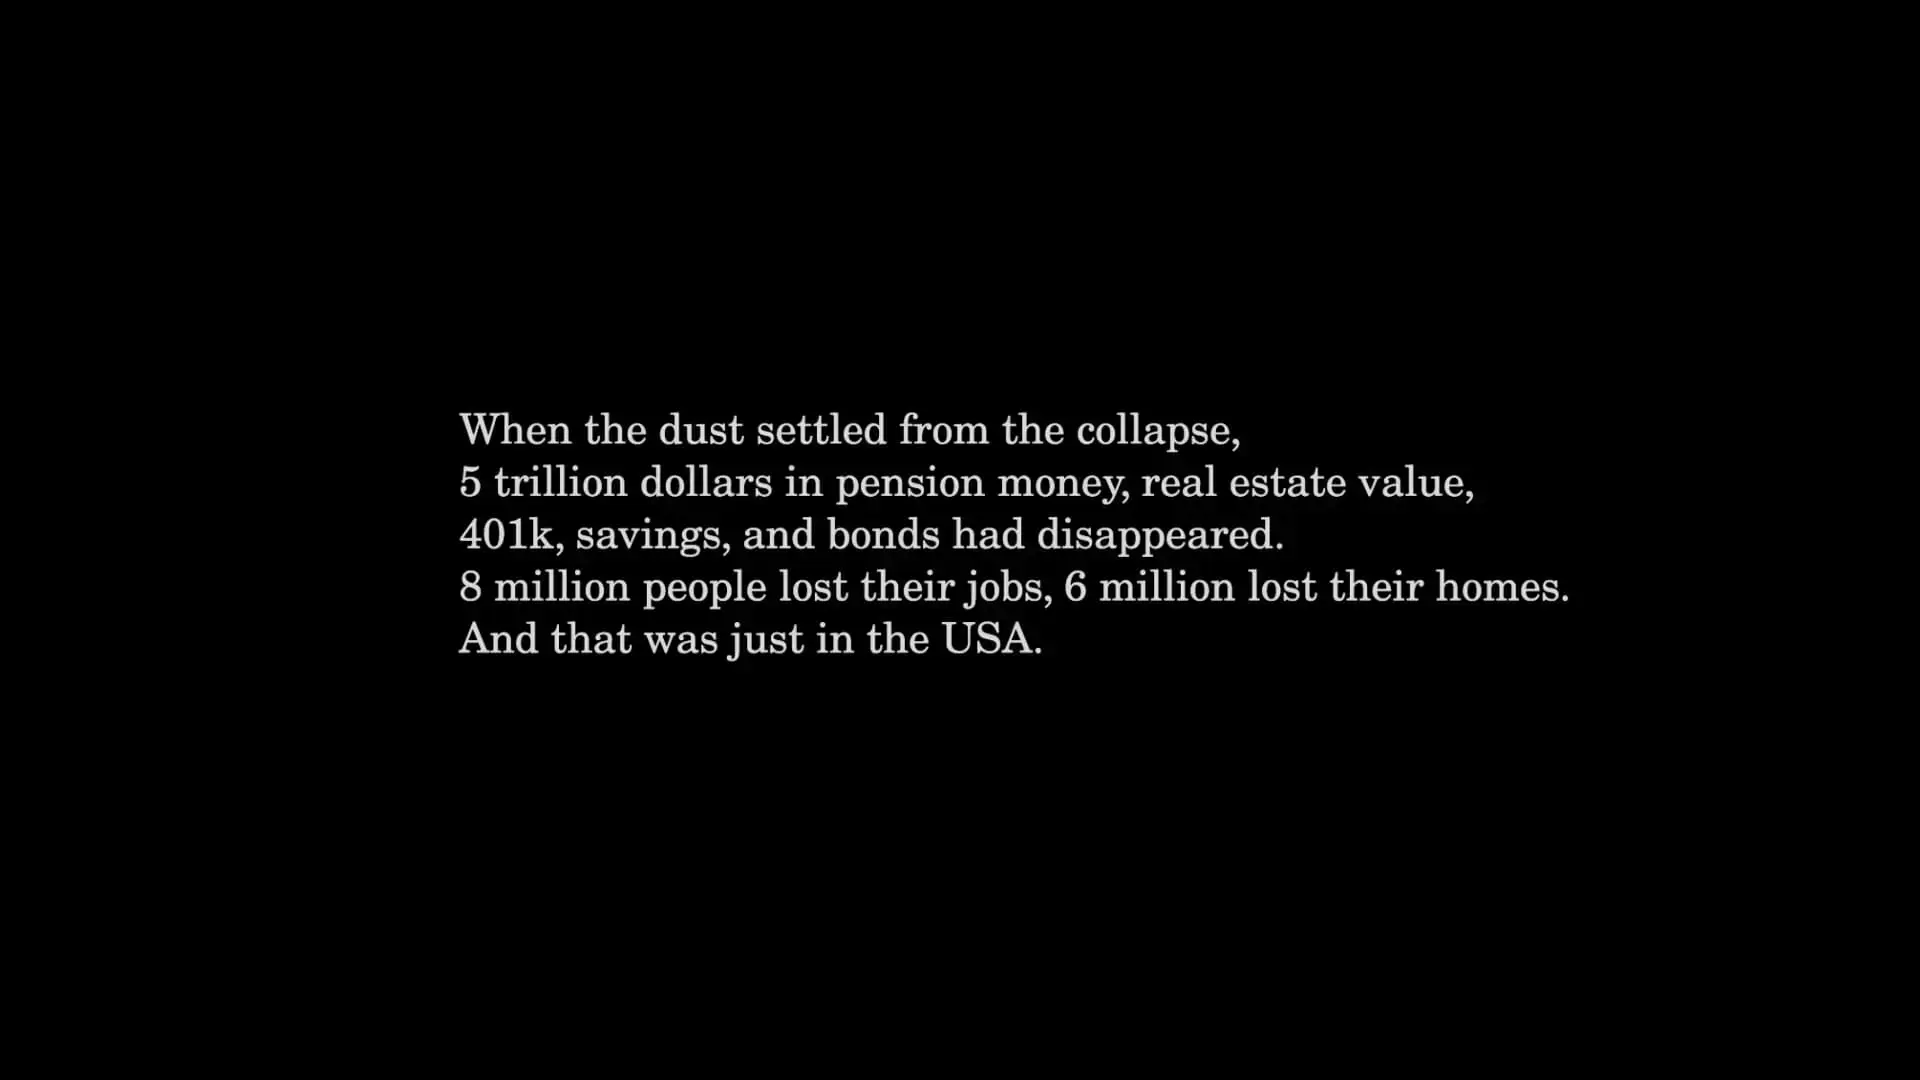 When the dust settled from the collapse,
5 trillion dollars in pension money, real estate value,
401k, savings, and bonds had disappeared.
8 million people lost their jobs, 6 million lost their homes.
And that was just in the USA.